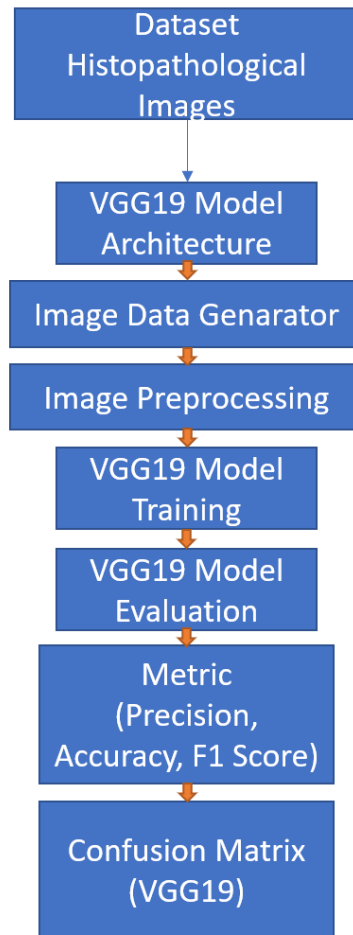 Dataset
Histopathological
Images
VGG19 Model
Architecture
Image Data Genarator
Image Preprocessing
VGG19 Model
Training
VGG19 Model
Evaluation
Metric
(Precision,
Accuracy, F1 Score)
Confusion Matrix
(VGG19)